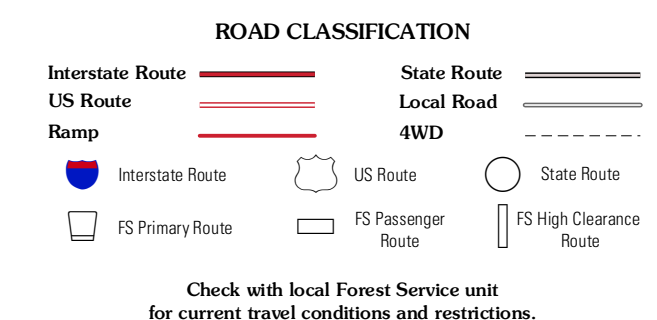 ROAD CLASSIFICATION
Interstate Route
State Route
US Route
Local Road
Ramp
4WD
Interstate Route
US Route
State Route
FS Primary Route
FS Passenger
Route
FS High Clearance
Route
Check with local Forest Service unit
for current travel conditions and restrictions.